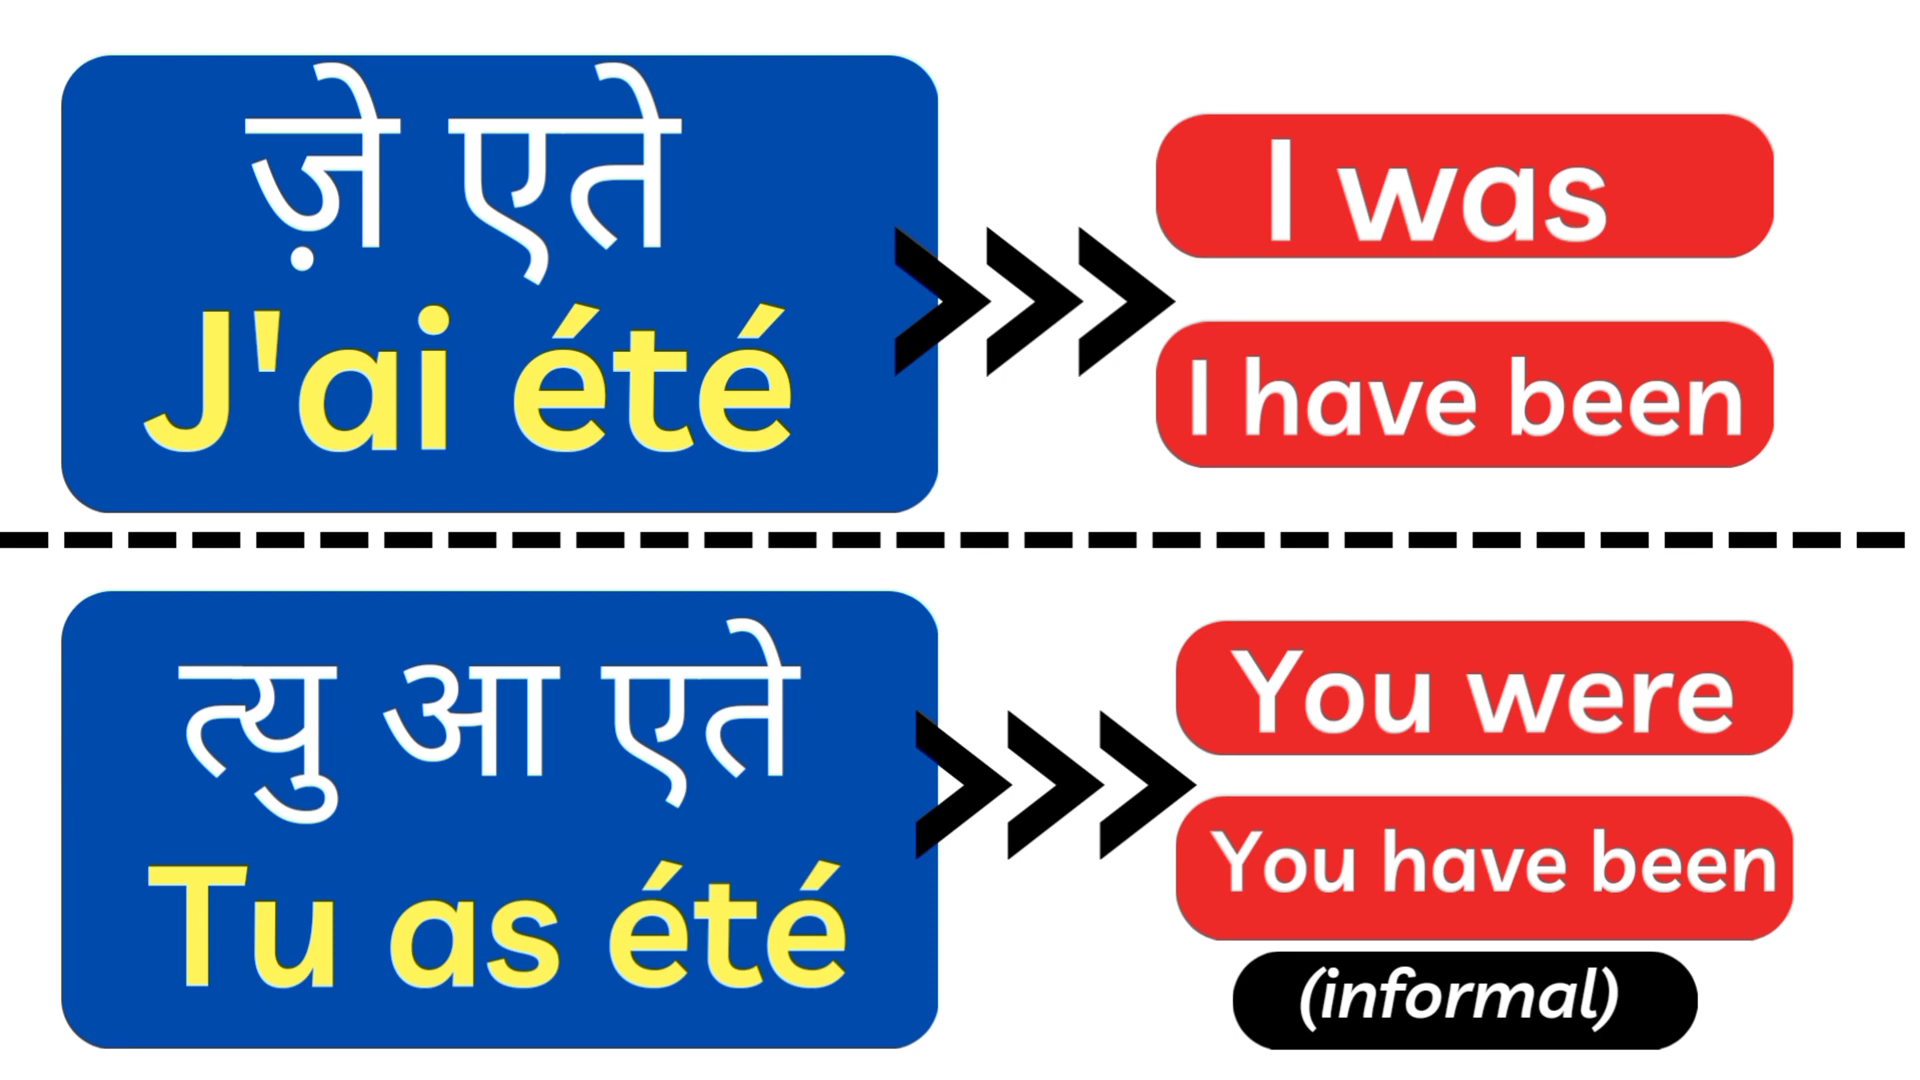 ज़े एते
J'ai été
I was
I have been
त्यु आ एते
Tu as été
You were
You have been
(informal)